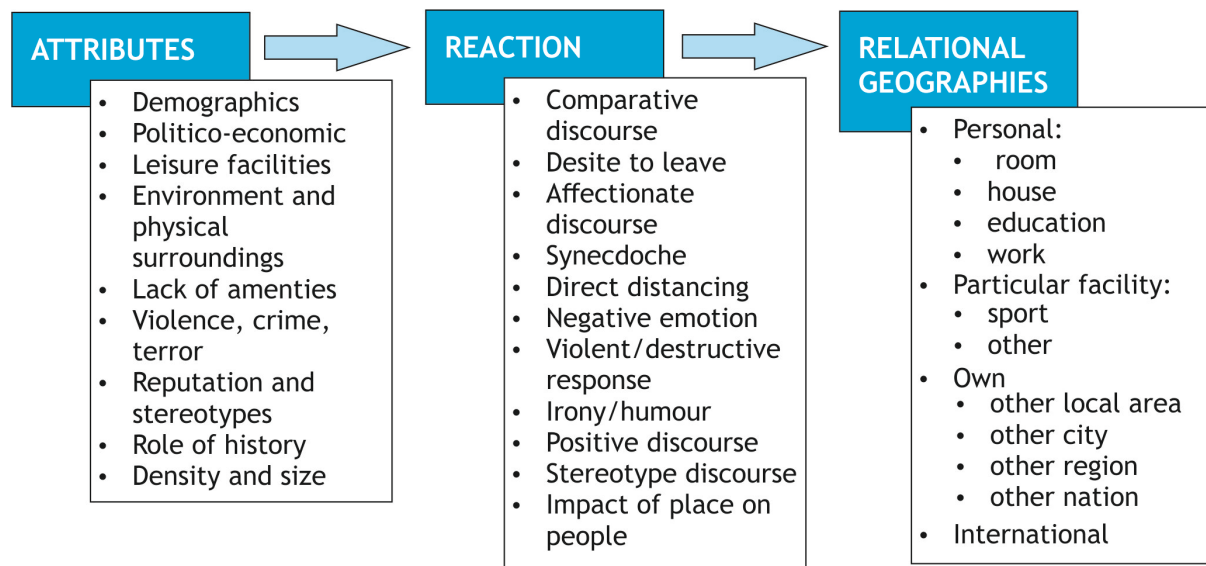 ATTRIBUTES
• Demographics
• Politico-economic
• Leisure facilities
• Environment and
physical
surroundings
• Lack of amenties
• Violence, crime,
terror
• Reputation and
stereotypes
• Role of history
• Density and size
REACTION
• Comparative
discourse
• Desite to leave
• Affectionate
discourse
• Synecdoche
• Direct distancing
• Negative emotion
• Violent/destructive
response
• Irony/humour
• Positive discourse
• Stereotype discourse
• Impact of place on
people
RELATIONAL
GEOGRAPHIES
• Personal:
• room
• house
• education
• work
• Particular facility:
• sport
• other
• Own
• other local area
• other city
• other region
• other nation
• International